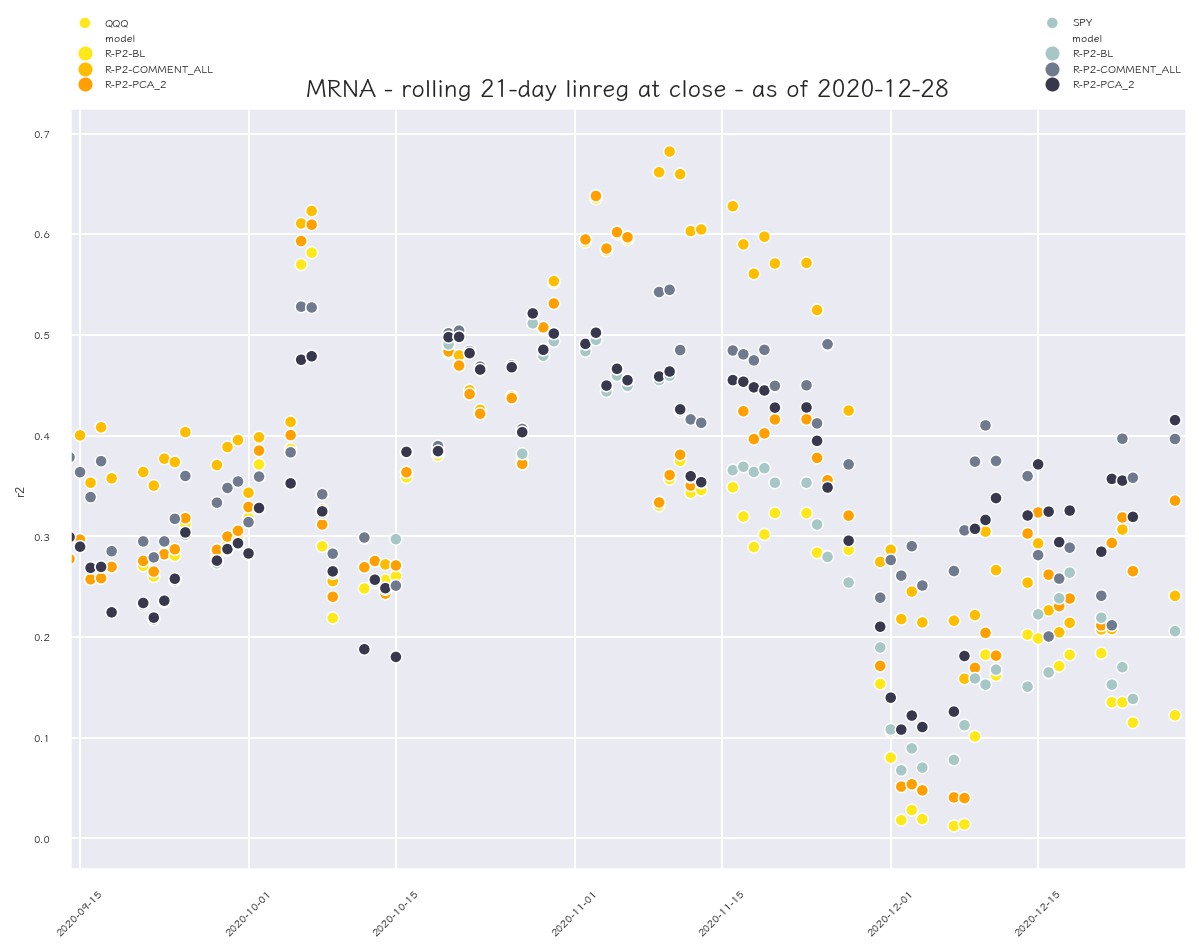 QQQ
model
R-P2-BL
R-P2-COMMENT_ALL
R-P2-PCA_2
SPY
model
R-P2-BL
R-P2-COMMENT_ALL
R-P2-PCA_2
MRNA - rolling 21-day linreg at close - as of 2020-12-28
0.7
0.6
0.5
0.4
0.3
0.2
0.1
0.0
r2
2020-09-15
2020-10-01
2020-10-15
2020-11-01
2020-11-15
2020-12-01
2020-12-15